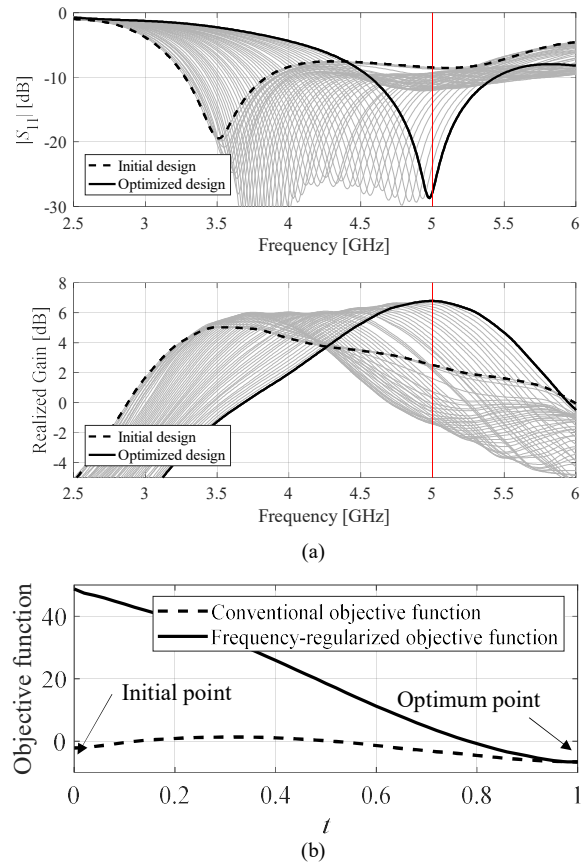 0
-10
-20
-30
|S11| [dB]
Initial design
Optimized design
2.5 3 3.5 4 4.5 5 5.5 6
Frequency [GHz]
8
6
4
2
0
-2
-4
Realized Gain [dB]
Initial design
Optimized design
2.5 3 3.5 4 4.5 5 5.5 6
Frequency [GHz]
(a)
40
20
0
Objective function
Conventional objective function
Frequency-regularized objective function
Initial point
Optimum point
0 0.2 0.4 0.6 0.8 1
t
(b)